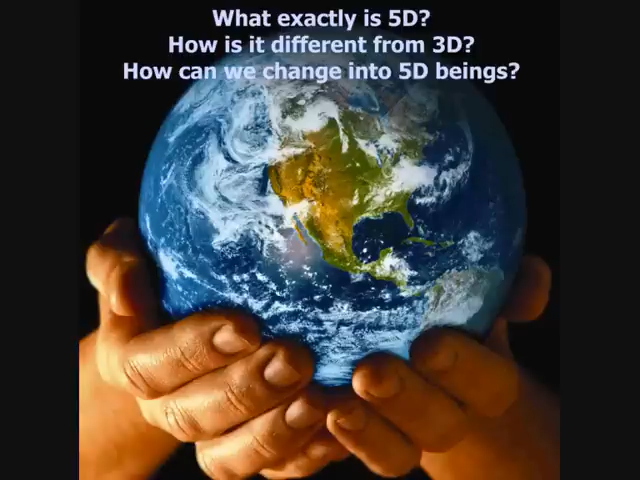 What exactly is 5D?
How is it different from 3D?
How can we change into 5D beings?